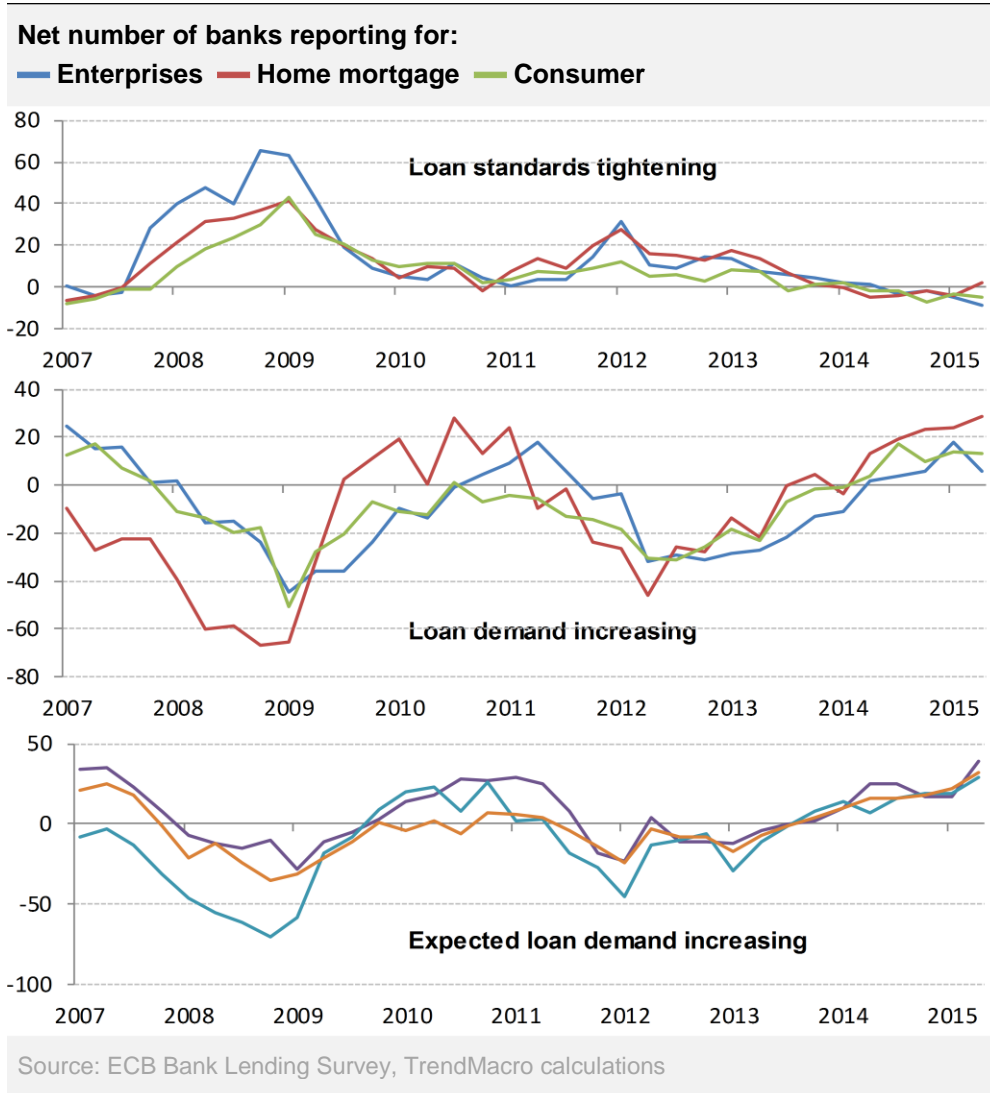 Net number of banks reporting for:
Enterprises Home mortgage Consumer
80
60
40
20
0
-20
Loan standards tightening
2007 2008 2009 2010 2011 2012 2013 2014 2015
40
20
0
-20
-40
-60
-80
Loan demand increasing
2007 2008 2009 2010 2011 2012 2013 2014 2015
50
0
-50
-100
Expected loan demand increasing
2007 2008 2009 2010 2011 2012 2013 2014 2015
Source: ECB Bank Lending Survey, TrendMacro calculations